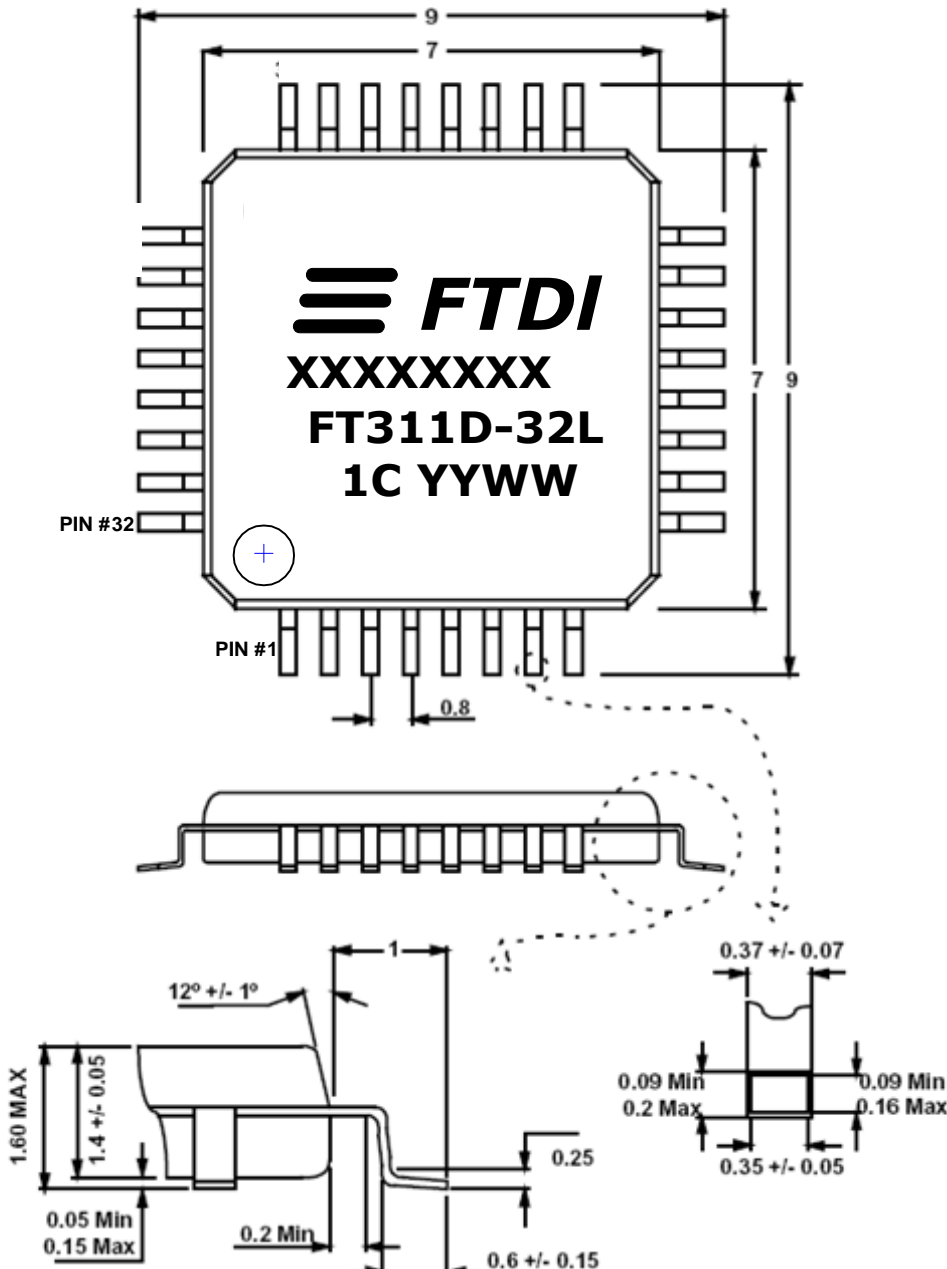 9
7
FTDI
XXXXXXXX
FT311D-32L
1C YYWW
7 9
PIN #32
PIN #1
0.8
1
0.37 +/- 0.07
12º +/- 1º
1.60 MAX
1.4 +/- 0.05
0.09 Min
0.2 Max
0.09 Min
0.16 Max
0.25
0.35 +/- 0.05
0.05 Min
0.15 Max
0.2 Min
0.6 +/- 0.15